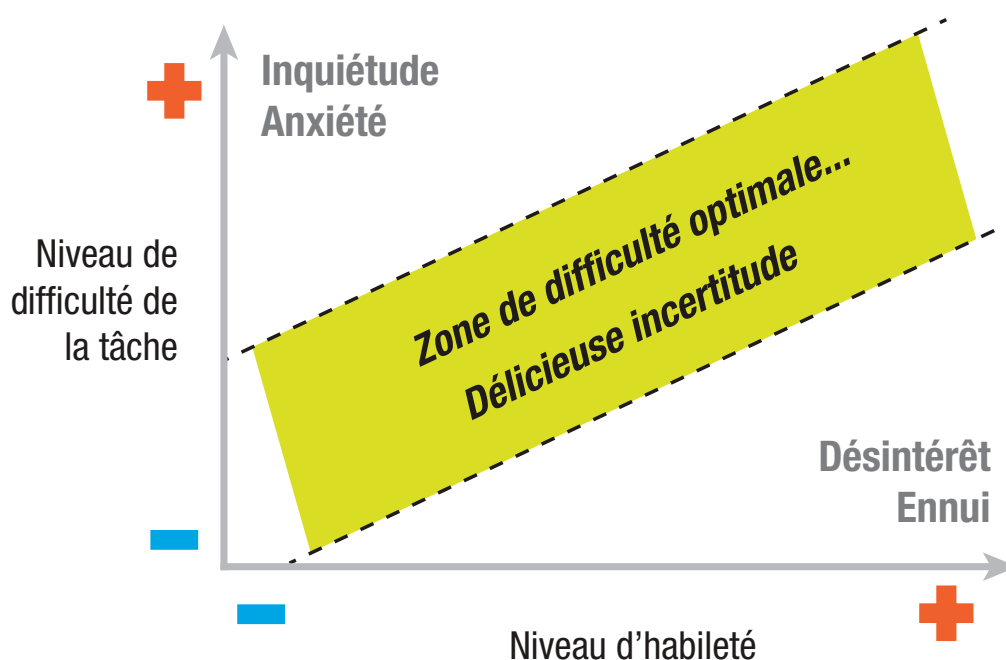 Inquiétude
Anxiété
Niveau de
difficulté de
la tâche
Zone de difficulté optimale...
Délicieuse incertitude
Désintérêt
Ennui
Niveau d’habileté